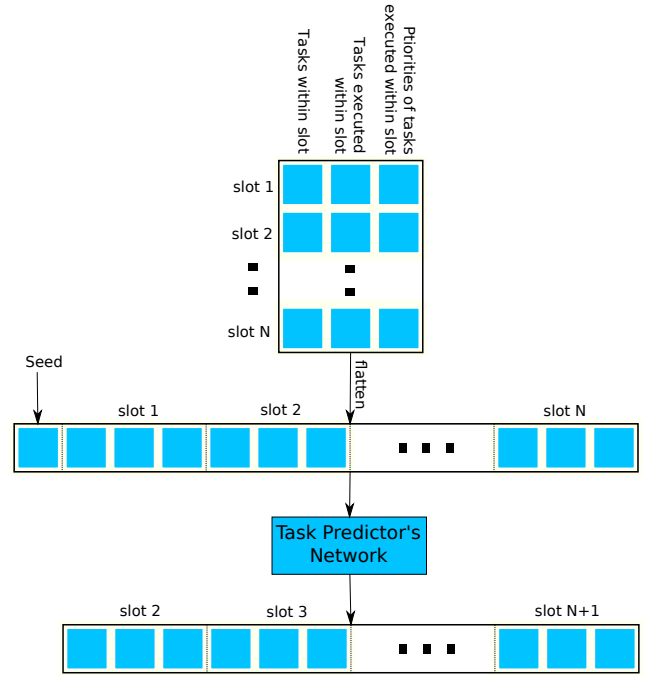 Tasks within slot
Tasks executed
within slot
Ptiorities of tasks
executed within slot
slot 1
slot 2
slot N
flatten
Seed
slot 1
slot 2
slot N
Task Predictor's
Network
slot 2
slot 3
slot N+1